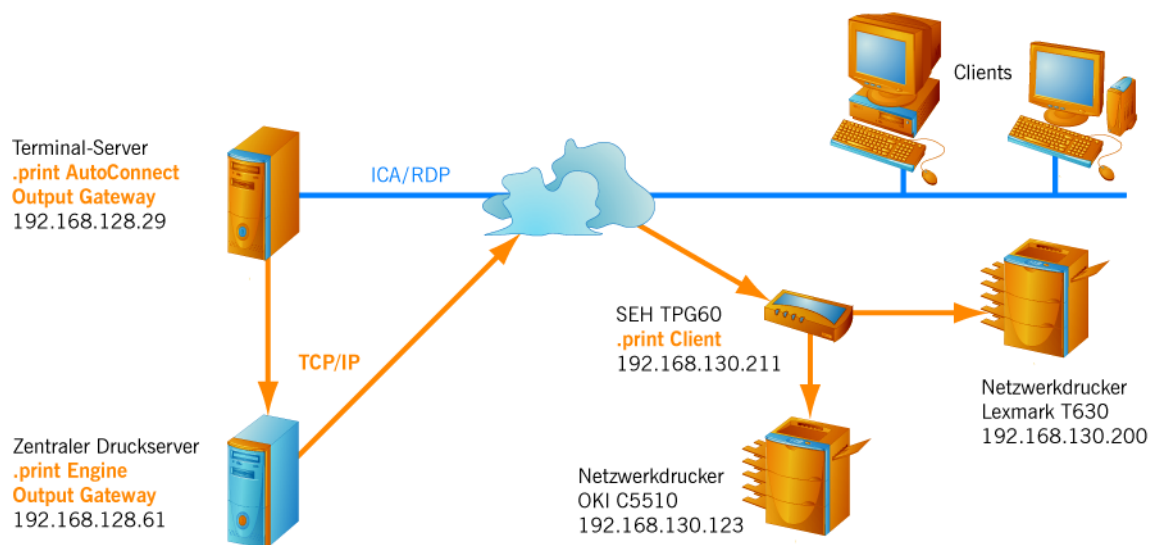 Clients
Terminal-Server
.print AutoConnect
Output Gateway
192.168.128.29
ICA/RDP
SEH TPG60
.print Client
192.168.130.211
TCP/IP
Netzwerkdrucker
Lexmark T630
192.168.130.200
Zentraler Druckserver
.print Engine
Output Gateway
192.168.128.61
Netzwerkdrucker
OKI C5510
192.168.130.123